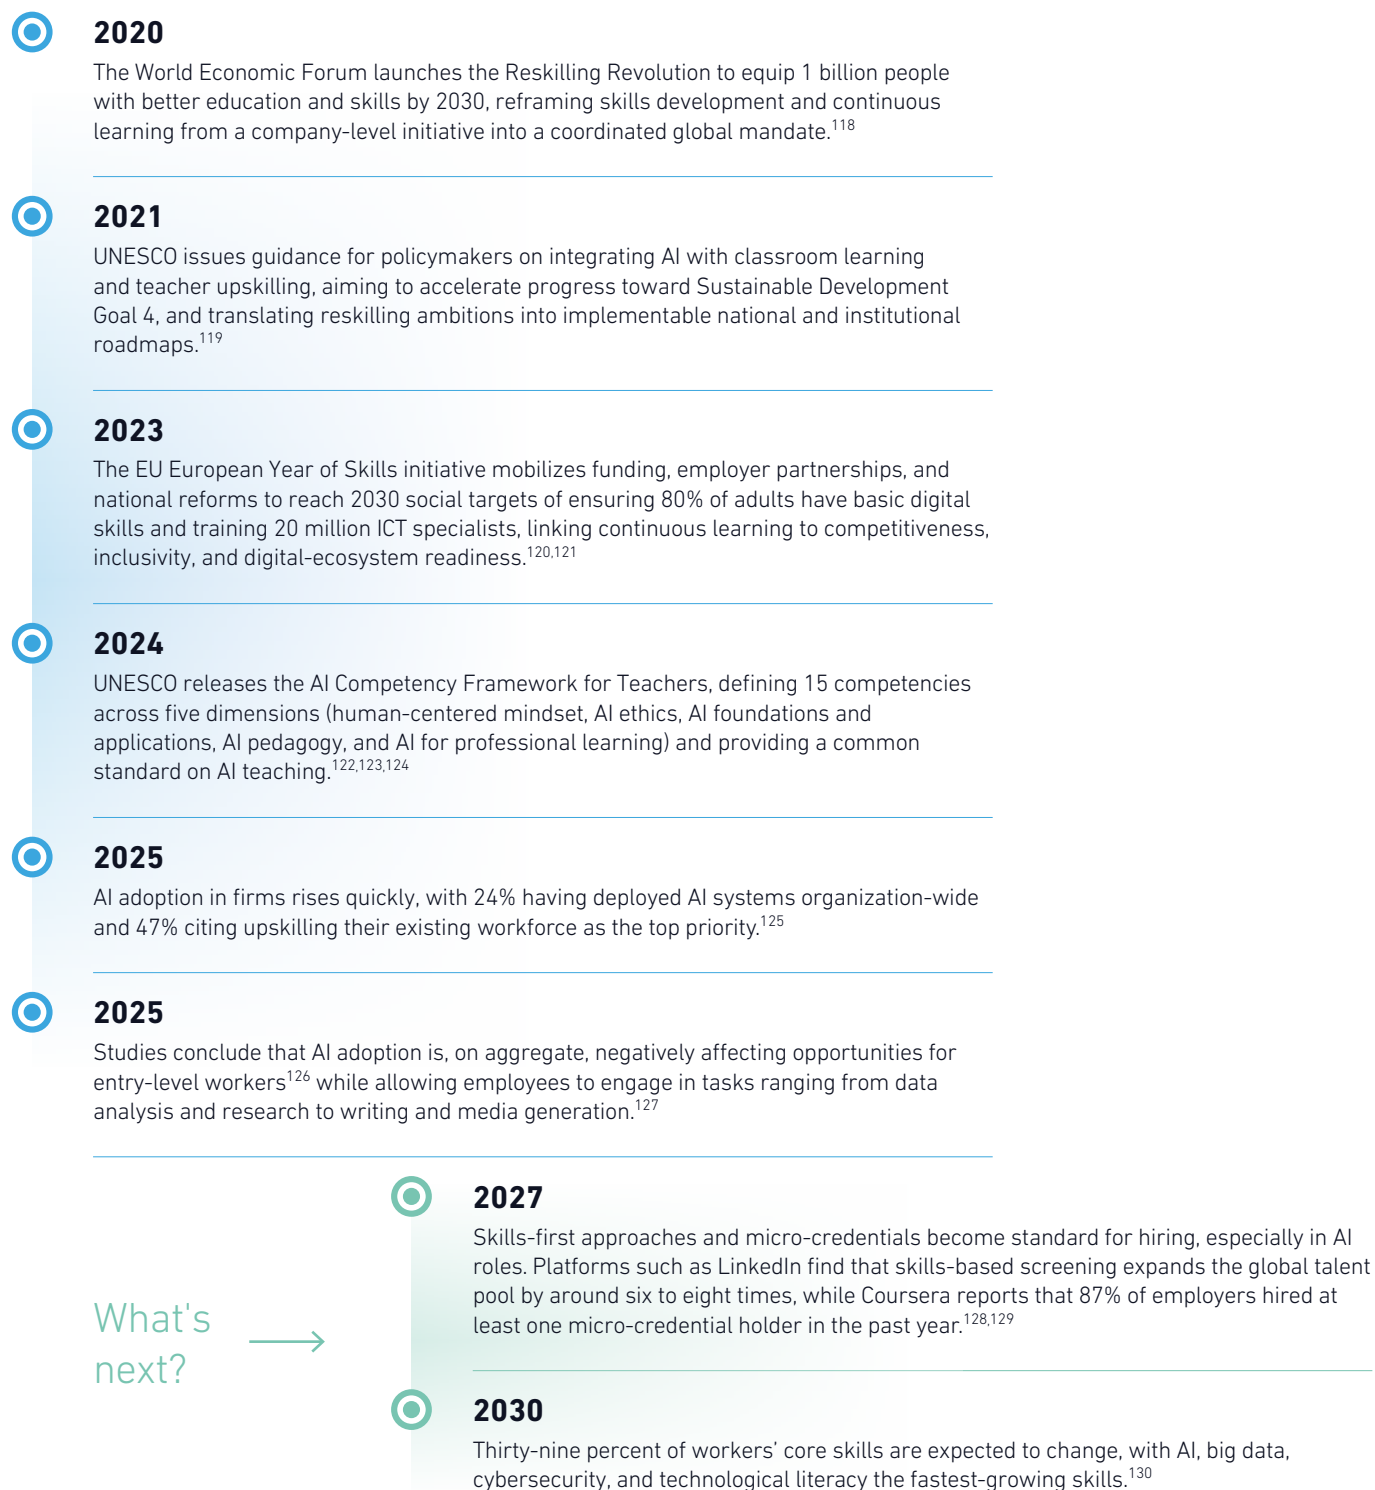 2020
The World Economic Forum launches the Reskilling Revolution to equip 1 billion people
with better education and skills by 2030, reframing skills development and continuous
learning from a company-level initiative into a coordinated global mandate.118
2021
UNESCO issues guidance for policymakers on integrating AI with classroom learning
and teacher upskilling, aiming to accelerate progress toward Sustainable Development
Goal 4, and translating reskilling ambitions into implementable national and institutional
roadmaps.119
2023
The EU European Year of Skills initiative mobilizes funding, employer partnerships, and
national reforms to reach 2030 social targets of ensuring 80% of adults have basic digital
skills and training 20 million ICT specialists, linking continuous learning to competitiveness,
inclusivity, and digital-ecosystem readiness.120,121
2024
UNESCO releases the AI Competency Framework for Teachers, defining 15 competencies
across five dimensions (human-centered mindset, AI ethics, AI foundations and
applications, AI pedagogy, and AI for professional learning) and providing a common
standard on AI teaching.122,123,124
2025
AI adoption in firms rises quickly, with 24% having deployed AI systems organization-wide
and 47% citing upskilling their existing workforce as the top priority.125
2025
Studies conclude that AI adoption is, on aggregate, negatively affecting opportunities for
entry-level workers126 while allowing employees to engage in tasks ranging from data
analysis and research to writing and media generation.127
What's
next?
2027
Skills-first approaches and micro-credentials become standard for hiring, especially in AI
roles. Platforms such as LinkedIn find that skills-based screening expands the global talent
pool by around six to eight times, while Coursera reports that 87% of employers hired at
least one micro-credential holder in the past year.128,129
2030
Thirty-nine percent of workers’ core skills are expected to change, with AI, big data,
cybersecurity, and technological literacy the fastest-growing skills.130